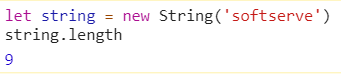 let string = new String('softserve')
string.length
9